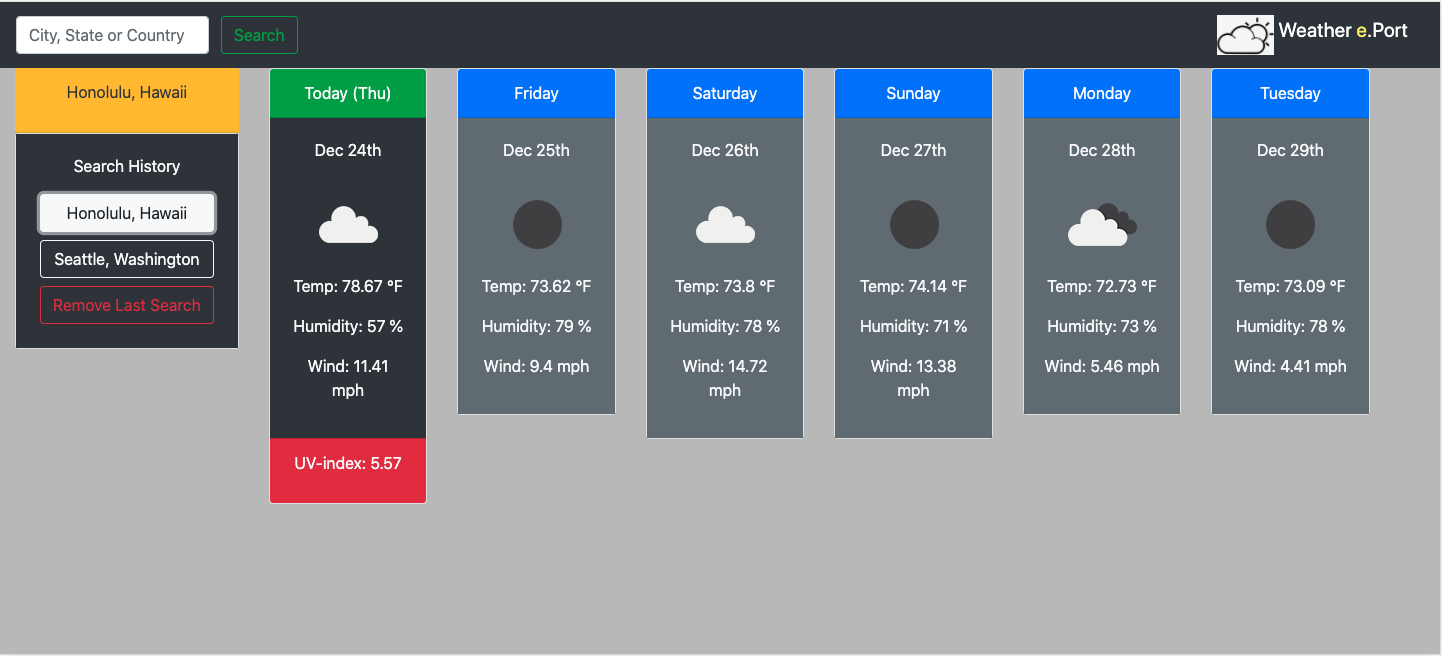 City, State or Country
Search
Weather e.Port
Honolulu, Hawaii
Search History
Honolulu, Hawaii
Seattle, Washington
Remove Last Search
Today (Thu)
Dec 24th
Temp: 78.67 °F
Humidity: 57 %
Wind: 11.41
mph
UV-index: 5.57
Friday
Dec 25th
Temp: 73.62 °F
Humidity: 79 %
Wind: 9.4 mph
Saturday
Dec 26th
Temp: 73.8 °F
Humidity: 78 %
Wind: 14.72
mph
Sunday
Dec 27th
Temp: 74.14 °F
Humidity: 71 %
Wind: 13.38
mph
Monday
Dec 28th
Temp: 72.73 °F
Humidity: 73 %
Wind: 5.46 mph
Tuesday
Dec 29th
Temp: 73.09 °F
Humidity: 78 %
Wind: 4.41 mph